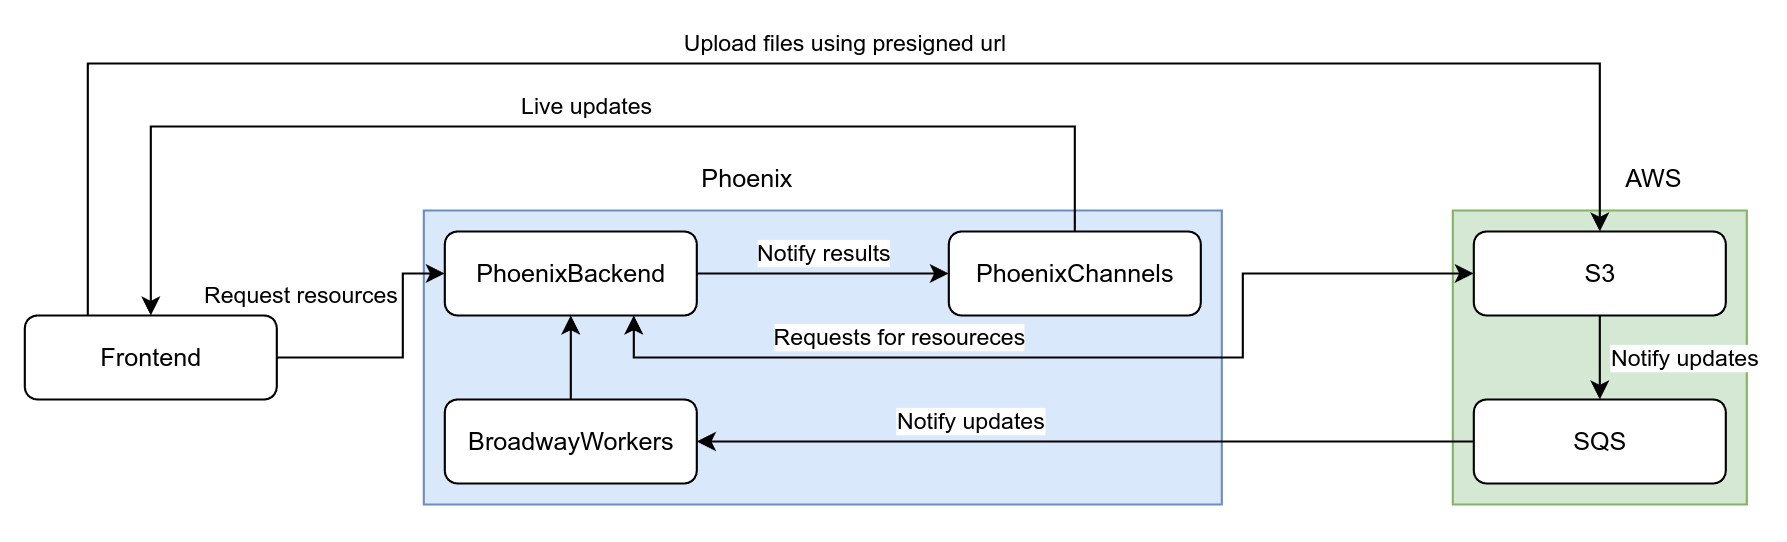 Upload files using presigned url
Live updates
Phoenix
AWS
PhoenixBackend
Notify results
PhoenixChannels
S3
Request resources
Requests for resoureces
Frontend
Notify updates
Notify updates
BroadwayWorkers
SQS